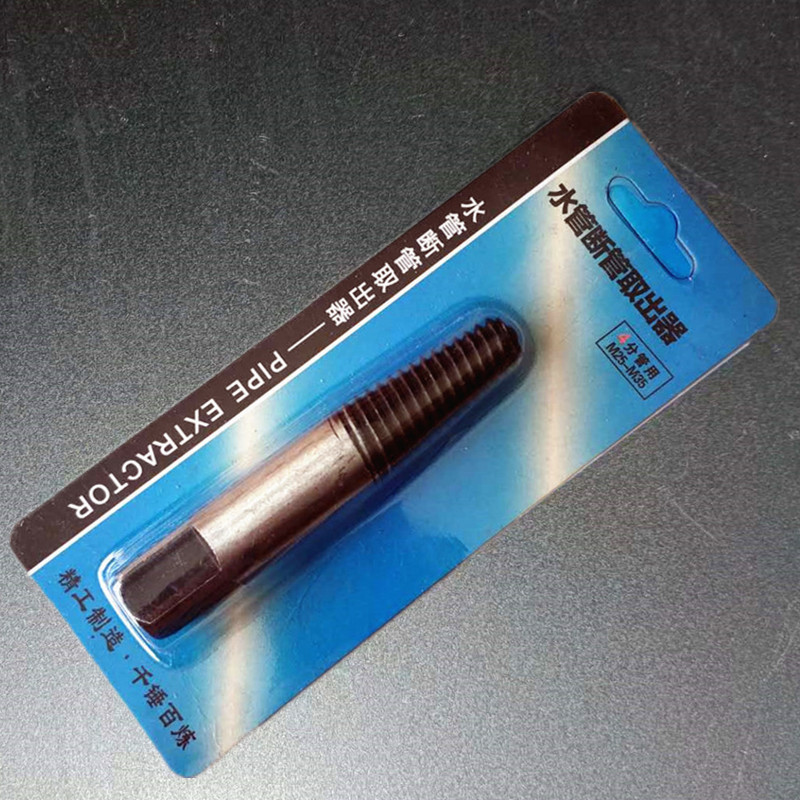 水管断管取出器
4分管用
M25-M35
水管断管取出器——PIPE EXTRACTOR
精工制造·千锤百炼